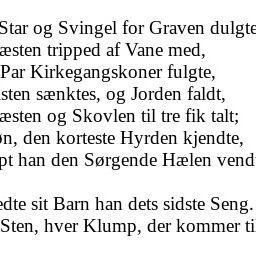 Star og Svingel for Graven dulgte
æsten tripped af Vane med,
Par Kirkegangskoner fulgte,
sten sænktes, og Jorden faldt,
æsten og Skovlen til tre fik talt;
øn, den korteste Hyrden kjendte,
pt han den Sørgende Hælen vend
edte sit Barn han dets sidste Seng.
Sten, hver Klump, der kommer ti